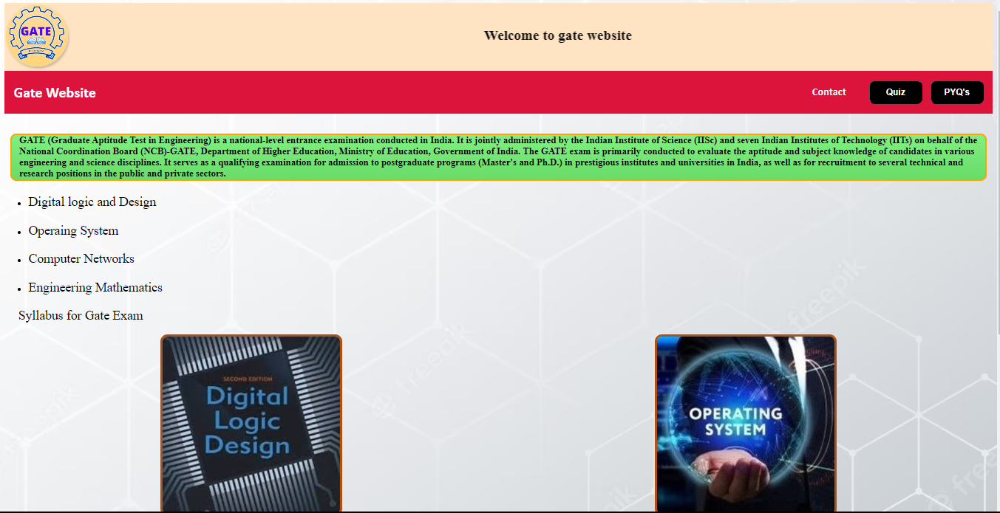 GATE
Welcome to gate website
Gate Website
Contact
Quiz
PYQ's
GATE (Graduate Aptitude Test in Engineering) is a national-level entrance examination conducted in India. It is jointly administered by the Indian Institute of Science (IISc) and seven Indian Institutes of Technology (IITs) on behalf of the
National Coordination Board (NCB)-GATE, Department of Higher Education, Ministry of Education, Government of India. The GATE exam is primarily conducted to evaluate the aptitude and subject knowledge of candidates in various
engineering and science disciplines. It serves as a qualifying examination for admission to postgraduate programs (Master's and Ph.D.) in prestigious institutes and universities in India, as well as for recruitment to several technical and
research positions in the public and private sectors.
• Digital logic and Design
• Operaing System
• Computer Networks
• Engineering Mathematics
Syllabus for Gate Exam
SECOND EDITION
Digital
Logic
Design
OPERATING
SYSTEM
freepik
freepik